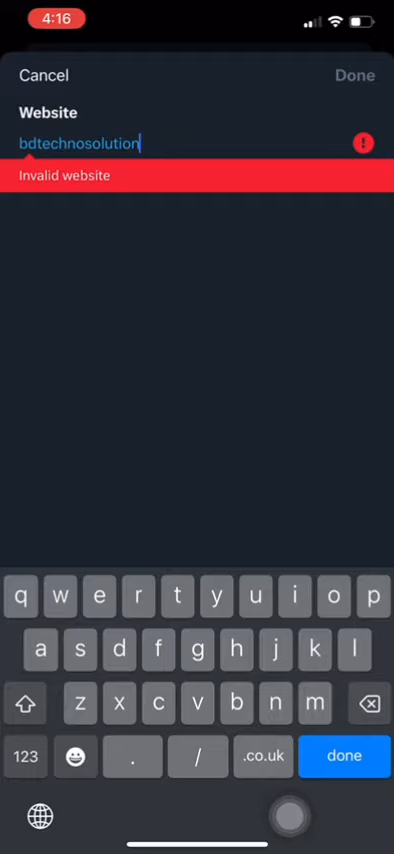 4:16
Cancel Done
Website
bdtechnosolution
!
Invalid website
q w e r t y u i o p
a s d f g h j k l
z x c v b n m
123 . / .co.uk done